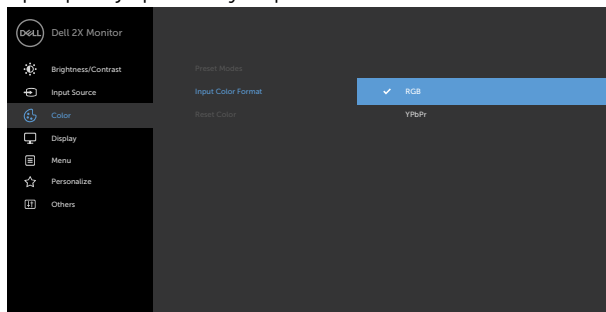 DELL Dell 2X Monitor
Brightness/Contrast Preset Modes
Input Source Input Color Format RGB
Color Reset Color YPbPr
Display
Menu
Personalize
Others